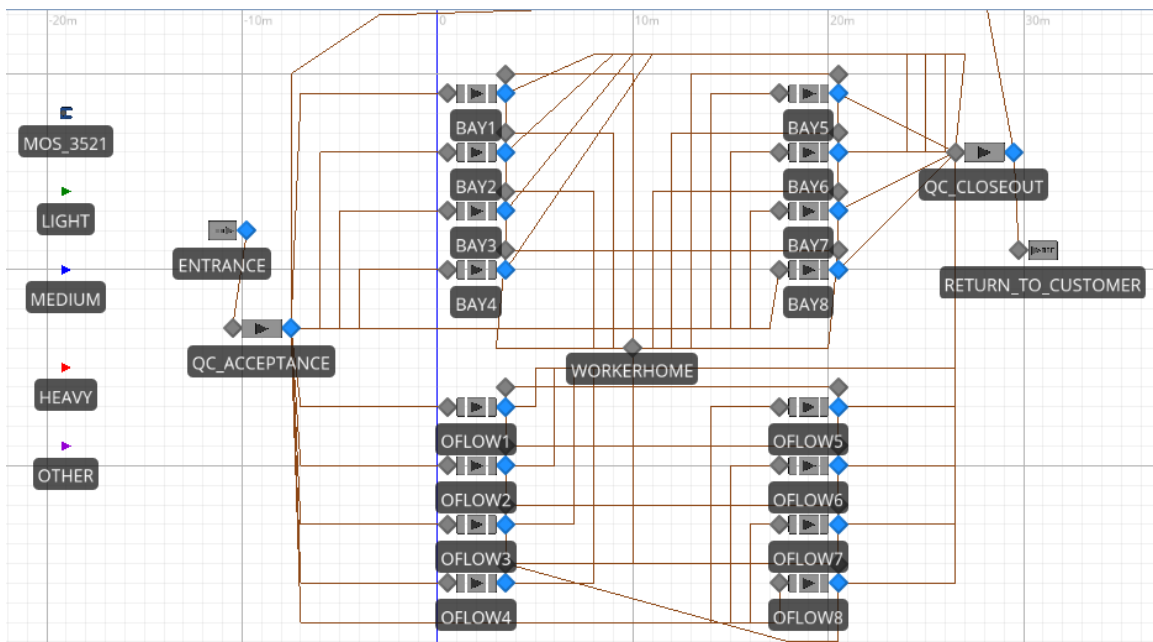 -20m
-10m
0
10m
20m
30m
MOS_3521
LIGHT
MEDIUM
HEAVY
OTHER
ENTRANCE
QC_ACCEPTANCE
BAY1
BAY2
BAY3
BAY4
BAY5
BAY6
BAY7
BAY8
QC_CLOSEOUT
RETURN_TO_CUSTOMER
WORKERHOME
OFLOW1
OFLOW2
OFLOW3
OFLOW4
OFLOW5
OFLOW6
OFLOW7
OFLOW8